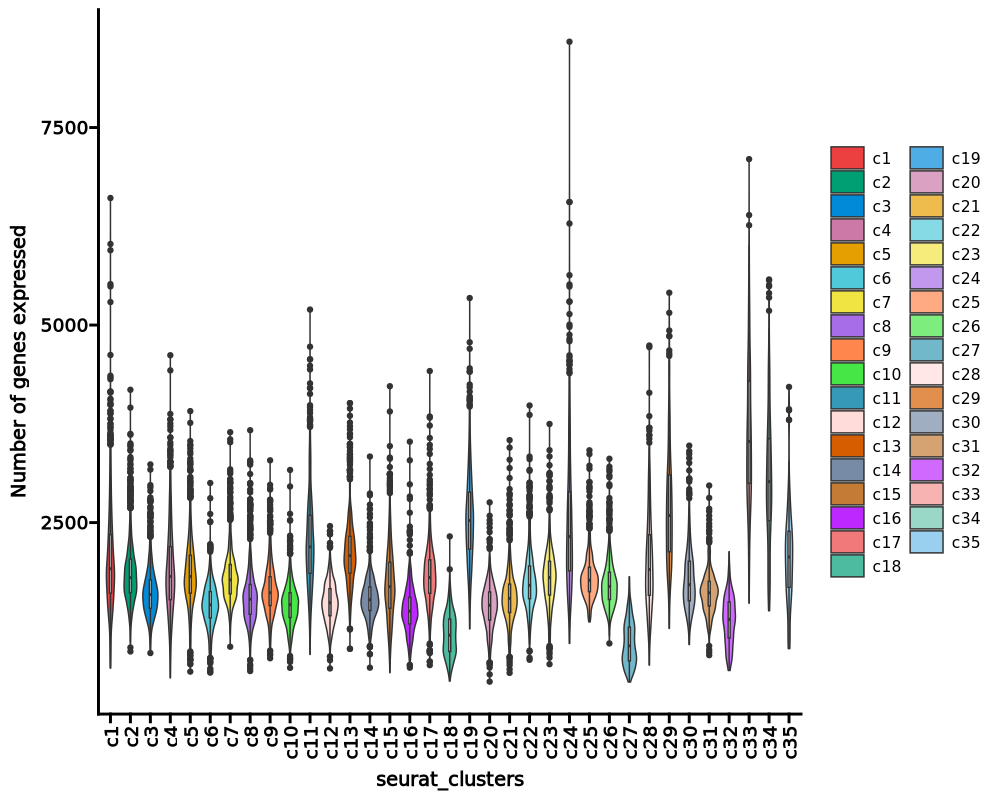 7500
5000
2500
Number of genes expressed
c1 c2 c3 c4 c5 c6 c7 c8 c9 c10 c11 c12 c13 c14 c15 c16 c17 c18 c19 c20 c21 c22 c23 c24 c25 c26 c27 c28 c29 c30 c31 c32 c33 c34 c35
seurat_clusters
c1
c2
c3
c4
c5
c6
c7
c8
c9
c10
c11
c12
c13
c14
c15
c16
c17
c18
c19
c20
c21
c22
c23
c24
c25
c26
c27
c28
c29
c30
c31
c32
c33
c34
c35